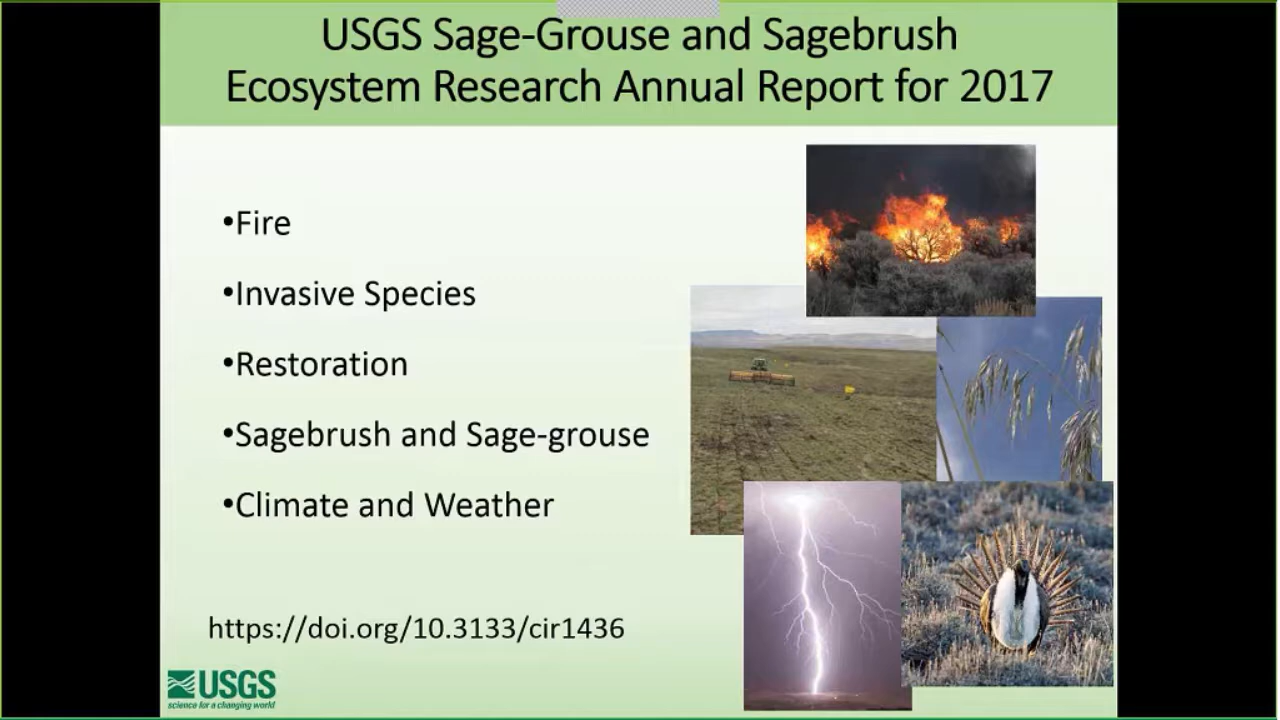 USGS Sage-Grouse and Sagebrush
Ecosystem Research Annual Report for 2017
•Fire
•Invasive Species
•Restoration
•Sagebrush and Sage-grouse
•Climate and Weather
https://doi.org/10.3133/cir1436
USGS
science for a changing world